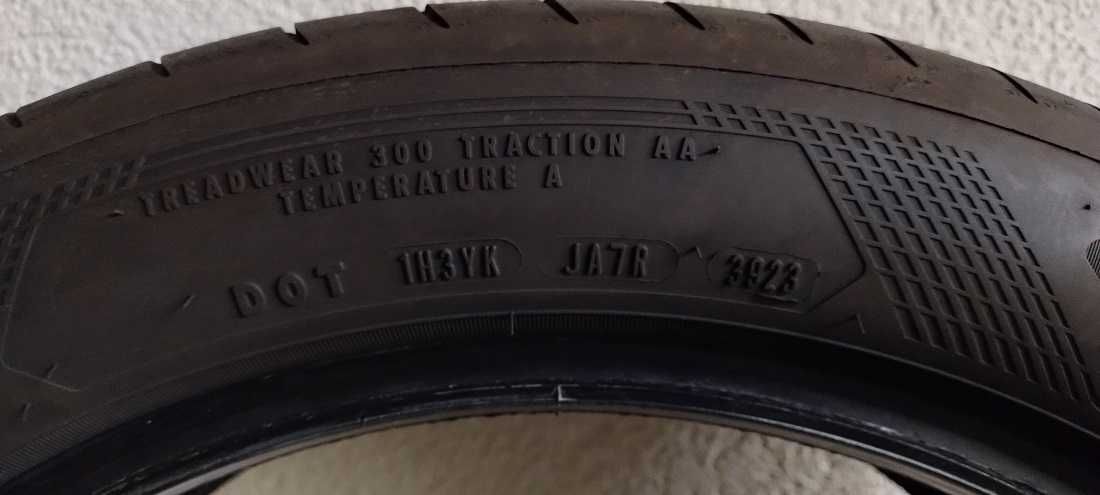 TREADWEAR 300 TRACTION AA
TEMPERATURE A
DOT 1H3YK JA7R 3923